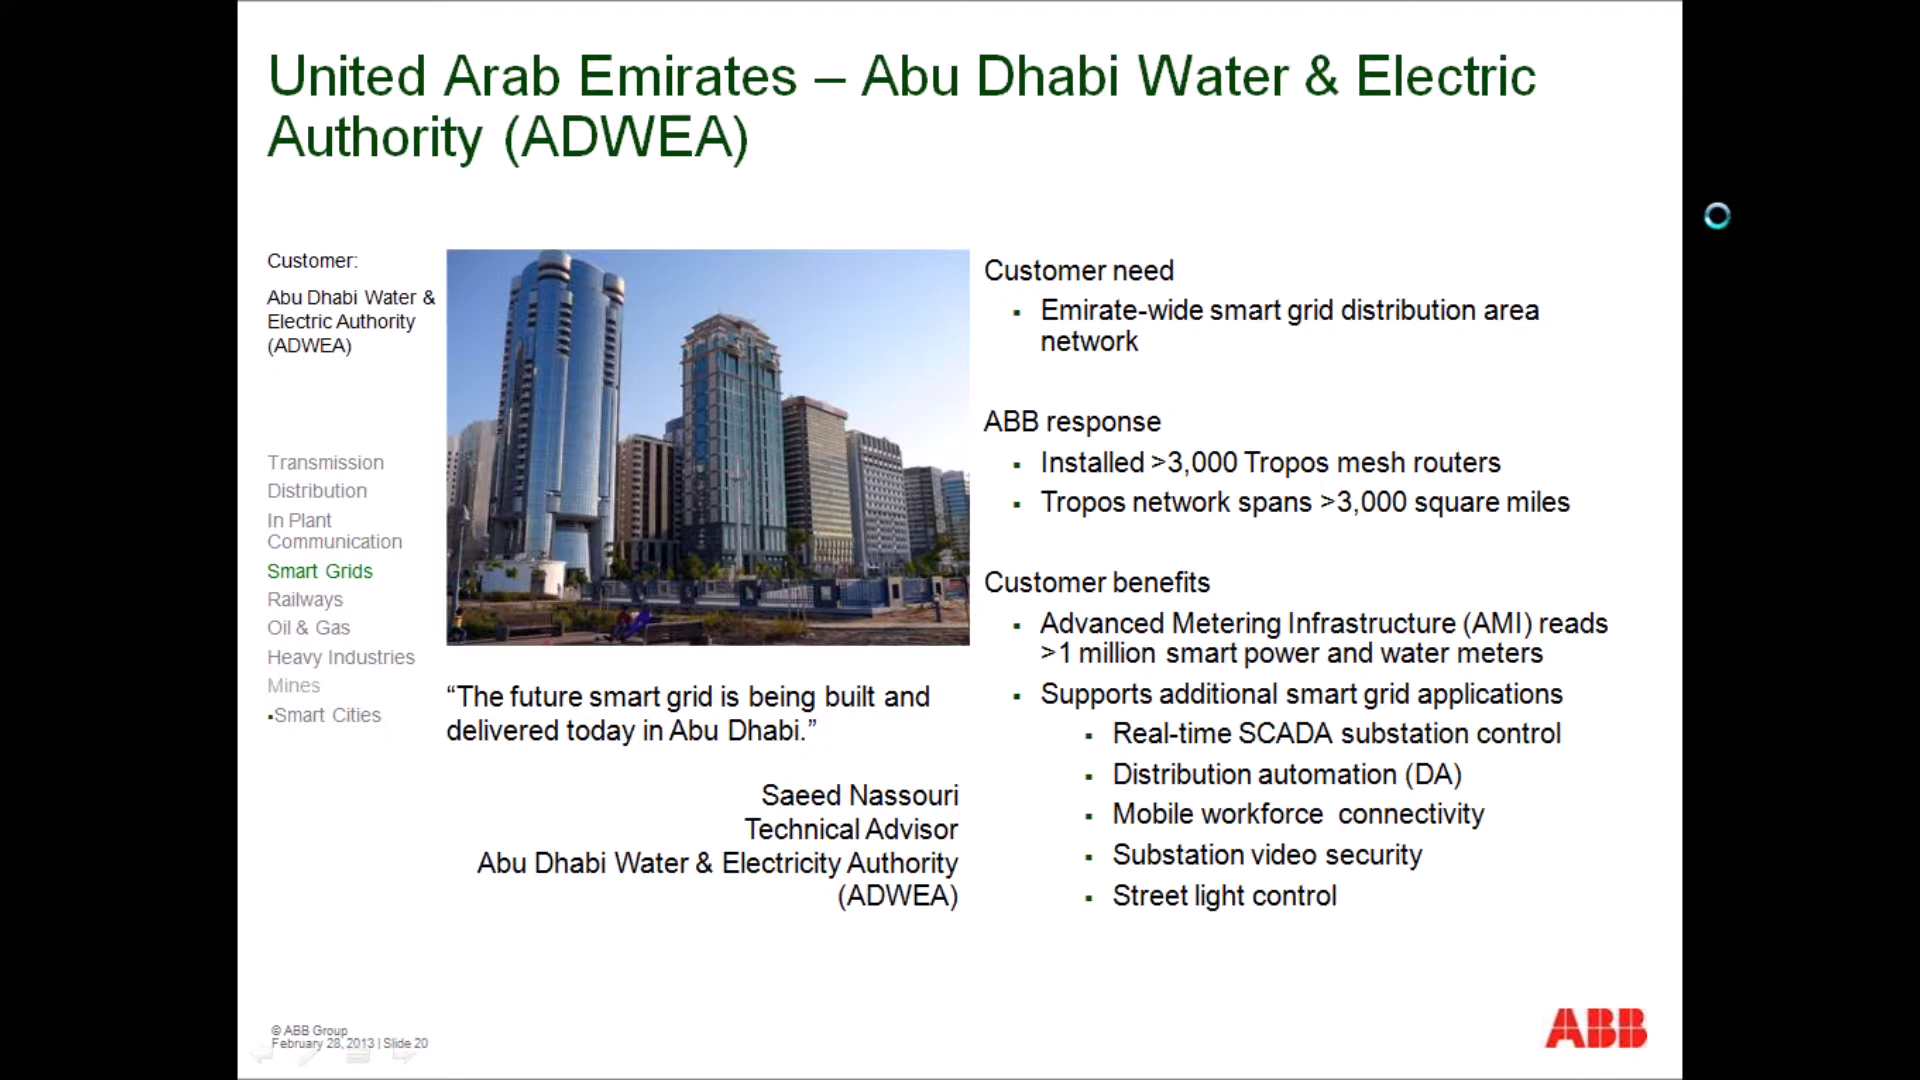 United Arab Emirates – Abu Dhabi Water & Electric
Authority (ADWEA)
Customer:
Abu Dhabi Water &
Electric Authority
(ADWEA)
Transmission
Distribution
In Plant
Communication
Smart Grids
Railways
Oil & Gas
Heavy Industries
Mines
▪Smart Cities
“The future smart grid is being built and
delivered today in Abu Dhabi.”
Saeed Nassouri
Technical Advisor
Abu Dhabi Water & Electricity Authority
(ADWEA)
Customer need
▪ Emirate-wide smart grid distribution area
network
ABB response
▪ Installed >3,000 Tropos mesh routers
▪ Tropos network spans >3,000 square miles
Customer benefits
▪ Advanced Metering Infrastructure (AMI) reads
>1 million smart power and water meters
▪ Supports additional smart grid applications
▪ Real-time SCADA substation control
▪ Distribution automation (DA)
▪ Mobile workforce connectivity
▪ Substation video security
▪ Street light control
© ABB Group
February 28, 2013 | Slide 20
ABB